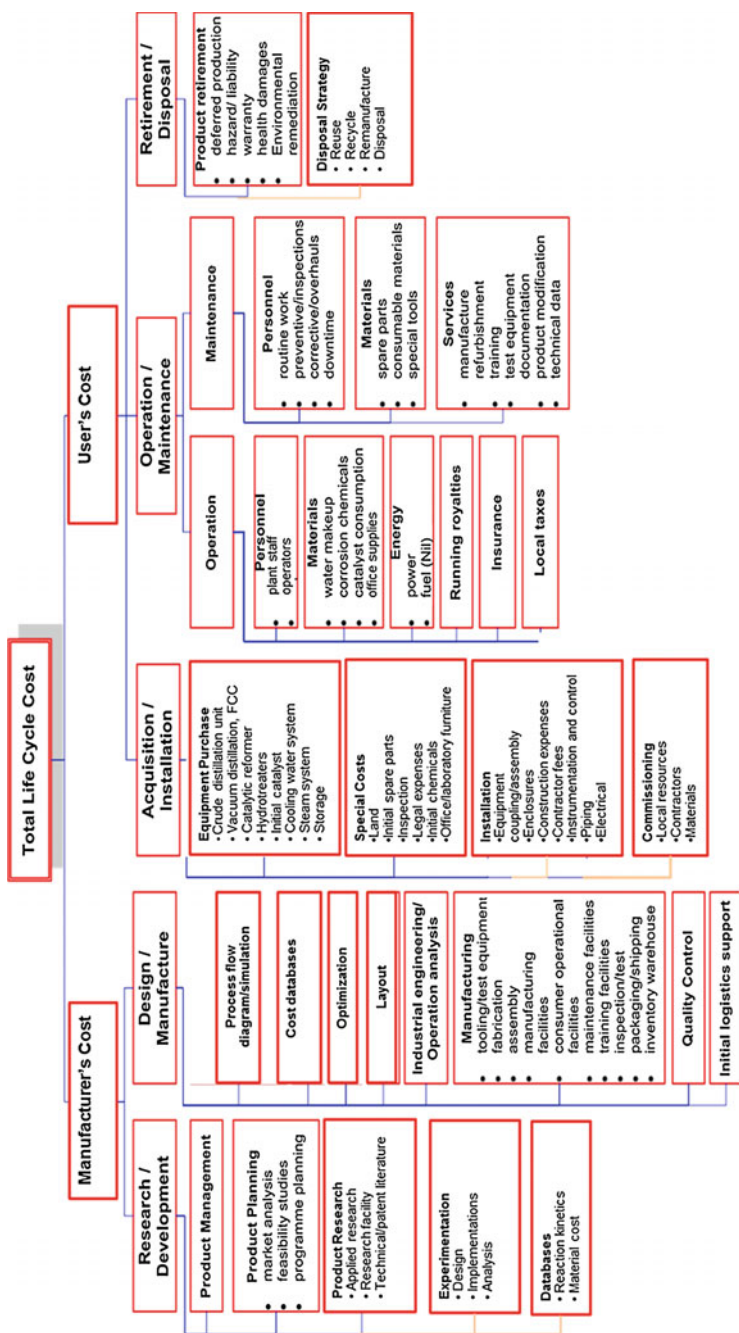 Total Life Cycle Cost
Manufacturer's Cost
User's Cost
Research /
Development
Design /
Manufacture
Acquisition /
Installation
Operation /
Maintenance
Retirement /
Disposal
Product Management
Product Planning
• market analysis
• feasibility studies
• programme planning
Product Research
• Applied research
• Research facility
• Technical/patent literature
Experimentation
• Design
• Implementations
• Analysis
Databases
• Reaction kinetics
• Material cost
Process flow
diagram/simulation
Cost databases
Optimization
Layout
Industrial engineering/
Operation analysis
Manufacturing
• tooling/test equipment
• fabrication
• assembly
• manufacturing
facilities
• consumer operational
facilities
• maintenance facilities
• training facilities
• inspection/test
• packaging/shipping
• inventory warehouse
Quality Control
Initial logistics support
Equipment Purchase
• Crude distillation unit
• Vacuum distillation, FCC
• Catalytic reformer
• Hydrotreaters
• Initial catalyst
• Cooling water system
• Steam system
• Storage
Special Costs
•Land
•Initial spare parts
•Inspection
•Legal expenses
•Initial chemicals
•Office/laboratory furniture
Installation
•Equipment
coupling/assembly
•Enclosures
•Construction expenses
•Contractor fees
•Instrumentation and control
•Piping
•Electrical
Commissioning
•Local resources
•Contractors
•Materials
Operation
Personnel
• plant staff
• operators
Materials
• water makeup
• corrosion chemicals
• catalyst consumption
• office supplies
Energy
• power
• fuel (Nil)
Running royalties
Insurance
Local taxes
Maintenance
Personnel
• routine work
• preventive/inspections
• corrective/overhauls
• downtime
Materials
• spare parts
• consumable materials
• special tools
Services
• manufacture
• refurbishment
• training
• test equipment
• documentation
• product modification
• technical data
Product retirement
• deferred production
• hazard/ liability
• warranty
• health damages
• Environmental
remediation
Disposal Strategy
• Reuse
• Recycle
• Remanufacture
• Disposal